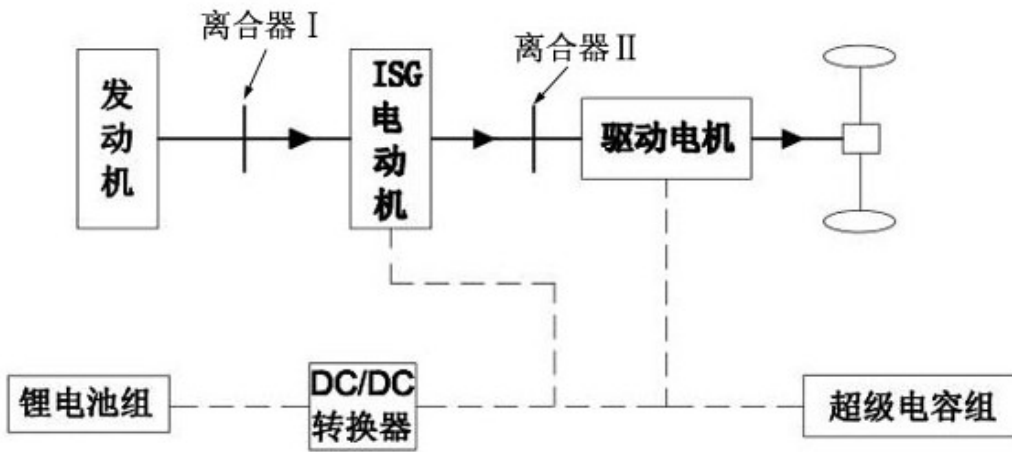 离合器Ⅰ
离合器Ⅱ
发
动
机
ISG
电
动
机
驱动电机
锂电池组
DC/DC
转换器
超级电容组